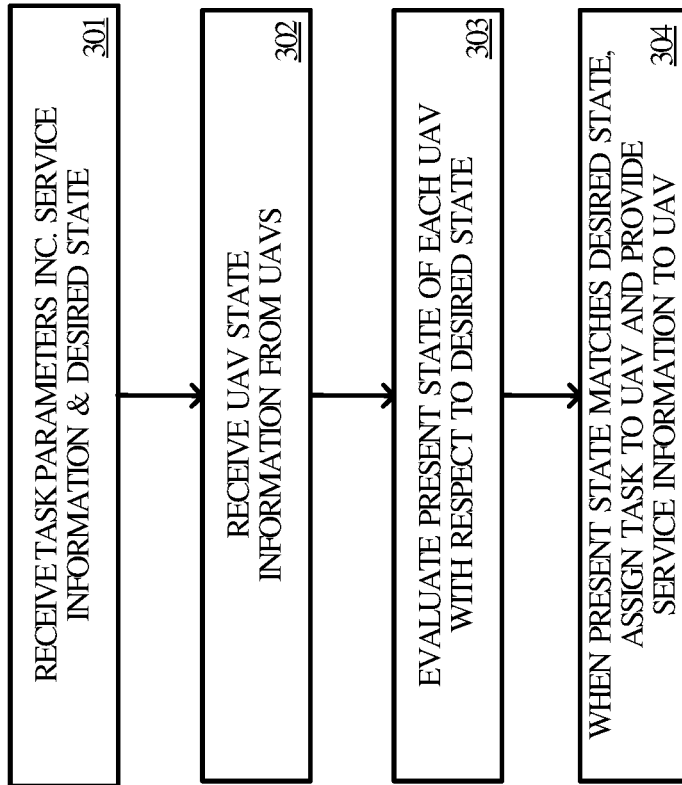 RECEIVE TASK PARAMETERS INC. SERVICE
INFORMATION & DESIRED STATE
301
RECEIVE UAV STATE
INFORMATION FROM UAVS
302
EVALUATE PRESENT STATE OF EACH UAV
WITH RESPECT TO DESIRED STATE
303
WHEN PRESENT STATE MATCHES DESIRED STATE,
ASSIGN TASK TO UAV AND PROVIDE
SERVICE INFORMATION TO UAV
304